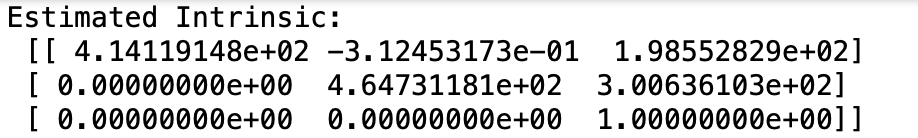 Estimated Intrinsic:
[[ 4.14119148e+02 −3.12453173e−01 1.98552829e+02]
[ 0.00000000e+00 4.64731181e+02 3.00636103e+02]
[ 0.00000000e+00 0.00000000e+00 1.00000000e+00]]